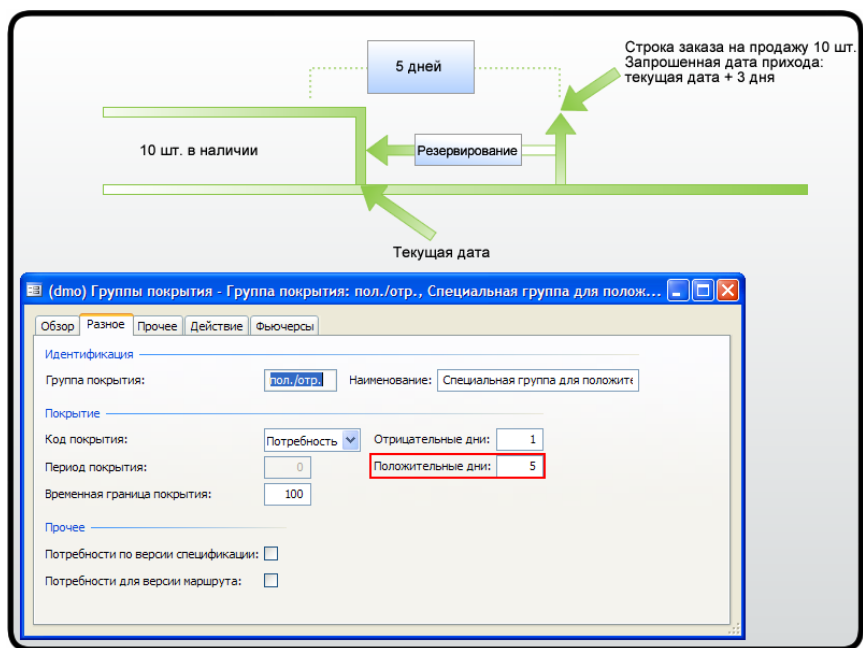 5 дней
Строка заказа на продажу 10 шт.
Запрошенная дата прихода:
текущая дата + 3 дня
10 шт. в наличии
Резервирование
Текущая дата
(dmo) Группы покрытия - Группа покрытия: пол./отр., Специальная группа для полож...
Обзор Разное Прочее Действие Фьючерсы
Идентификация
Группа покрытия: пол./отр. Наименование: Специальная группа для положите
Покрытие
Код покрытия: Потребность Отрицательные дни: 1
Период покрытия: 0 Положительные дни: 5
Временная граница покрытия: 100
Прочее
Потребности по версии спецификации:
Потребности для версии маршрута: